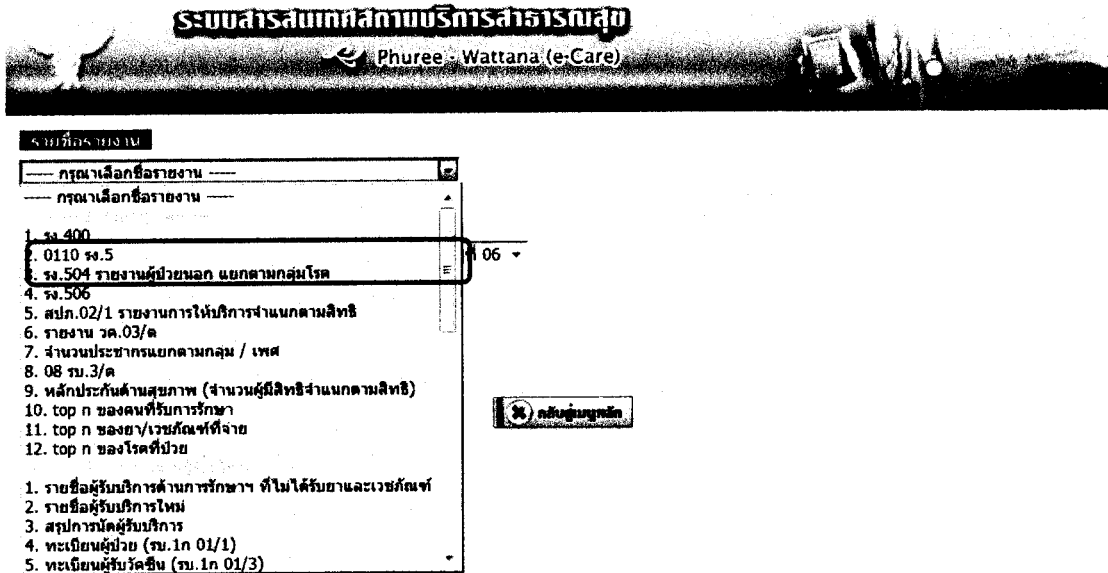 ระบบสารสนเทศสถานบริการสาธารณสุข
Phuree - Wattana (e-Care)
รายชื่อรายงาน
---- กรุณาเลือกชื่อรายงาน ----
---- กรุณาเลือกชื่อรายงาน ----
1. รง.400
2. 0110 รง.5
ที่ 06
3. รง.504 รายงานผู้ป่วยนอก แยกตามกลุ่มโรค
4. รง.506
5. สปภ.02/1 รายงานการให้บริการจำแนกตามสิทธิ
6. รายงาน วค.03/ต
7. จำนวนประชากรแยกตามกลุ่ม / เพศ
8. 08 รบ.3/ต
9. หลักประกันด้านสุขภาพ (จำนวนผู้มีสิทธิจำแนกตามสิทธิ)
10. top n ของคนที่รับการรักษา
กลับสู่เมนูหลัก
11. top n ของยา/เวชภัณฑ์ที่จ่าย
12. top n ของโรคที่ป่วย
1. รายชื่อผู้รับบริการด้านการรักษาฯ ที่ไม่ได้รับยาและเวชภัณฑ์
2. รายชื่อผู้รับบริการใหม่
3. สรุปการนัดผู้รับบริการ
4. ทะเบียนผู้ป่วย (รบ.1ก 01/1)
5. ทะเบียนผู้รับวัคซีน (รบ.1ก 01/3)